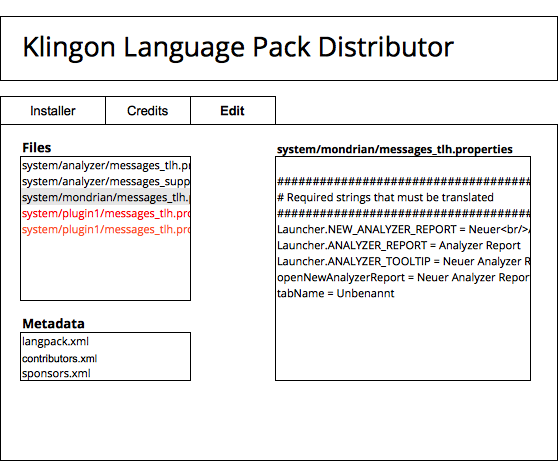 Klingon Language Pack Distributor
Installer
Credits
Edit
Files
system/analyzer/messages_tlh.pr
system/analyzer/messages_supp
system/mondrian/messages_tlh.p
system/plugin1/messages_tlh.pro
system/plugin1/messages_tlh.pro
Metadata
langpack.xml
contributors.xml
sponsors.xml
system/mondrian/messages_tlh.properties
###################################
# Required strings that must be translated
###################################
Launcher.NEW_ANALYZER_REPORT = Neuer<br/>A
Launcher.ANALYZER_REPORT = Analyzer Report
Launcher.ANALYZER_TOOLTIP = Neuer Analyzer R
openNewAnalyzerReport = Neuer Analyzer Repor
tabName = Unbenannt